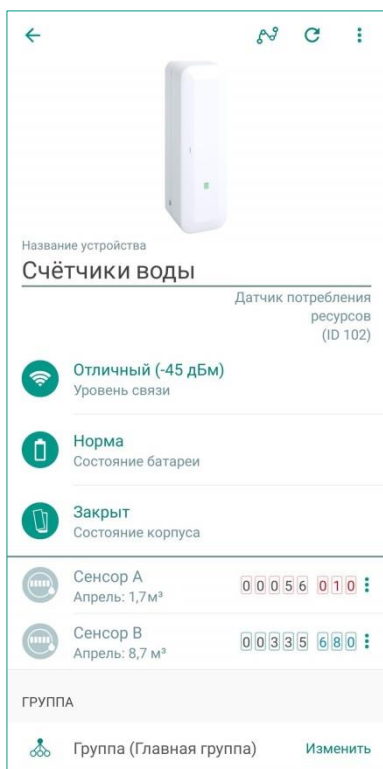 Название устройства
Счётчики воды
Датчик потребления
ресурсов
(ID 102)
Отличный (-45 дБм)
Уровень связи
Норма
Состояние батареи
Закрыт
Состояние корпуса
Сенсор A 00056 010
Апрель: 1,7 м³
Сенсор B 00335 680
Апрель: 8,7 м³
ГРУППА
Группа (Главная группа) Изменить